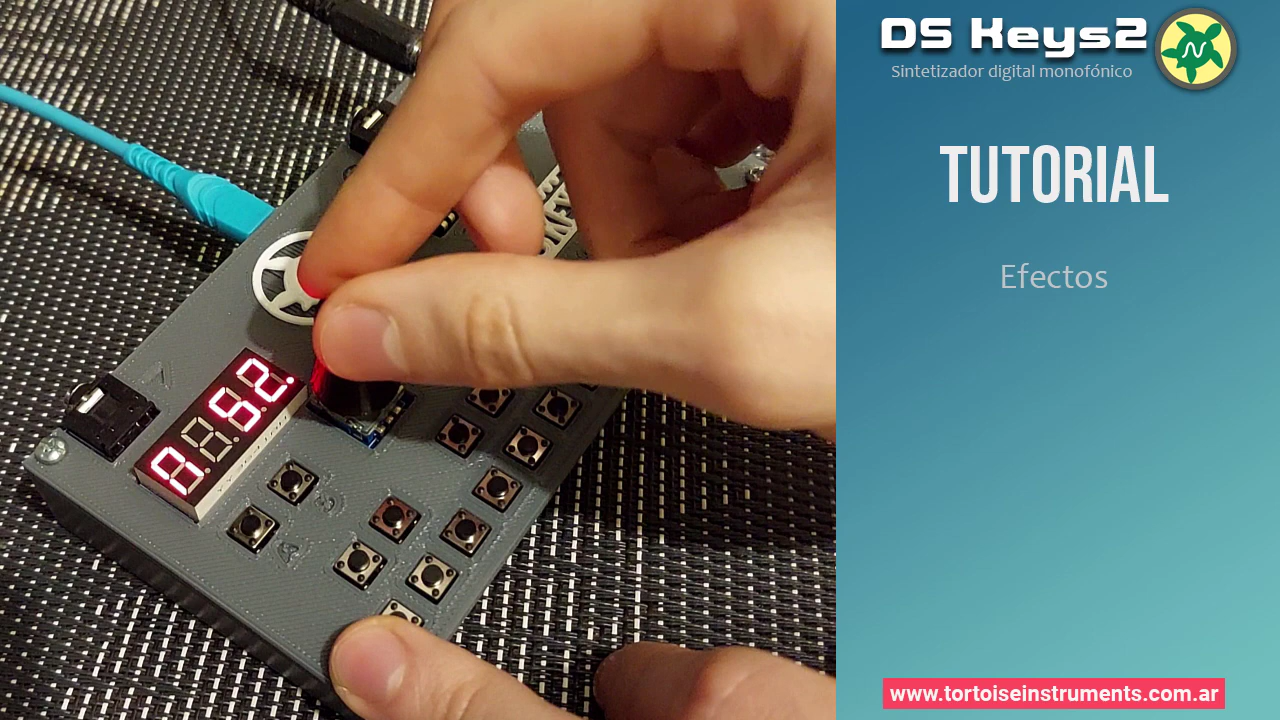 DS Keys2
Sintetizador digital monofónico
TUTORIAL
Efectos
www.tortoiseinstruments.com.ar
A
B